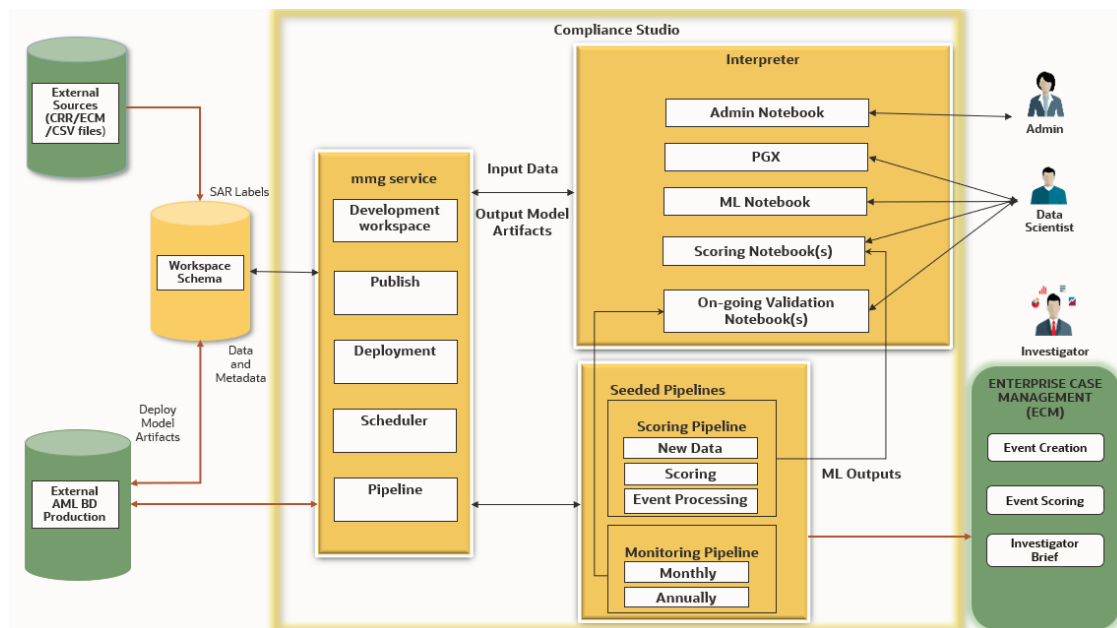 Compliance Studio
External
Sources
(CRR/ECM
/CSV files)
SAR Labels
Workspace
Schema
Data
and
Metadata
Deploy
Model
Artifacts
External
AML BD
Production
mmg service
Development
workspace
Publish
Deployment
Scheduler
Pipeline
Input Data
Output Model
Artifacts
Interpreter
Admin Notebook
PGX
ML Notebook
Scoring Notebook(s)
On-going Validation
Notebook(s)
Seeded Pipelines
Scoring Pipeline
New Data
Scoring
Event Processing
Monitoring Pipeline
Monthly
Annually
ML Outputs
Admin
Data
Scientist
Investigator
ENTERPRISE CASE
MANAGEMENT
(ECM)
Event Creation
Event Scoring
Investigator
Brief